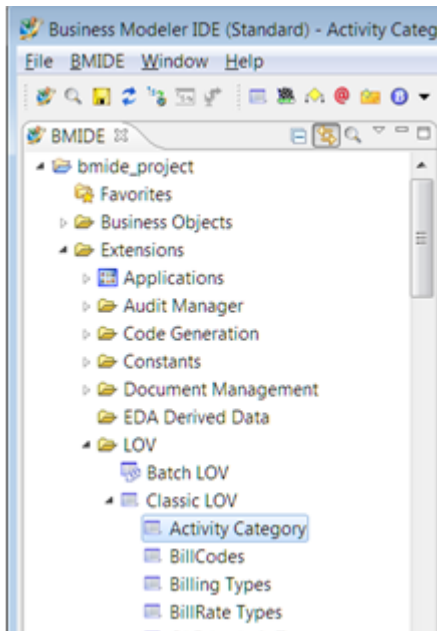 Business Modeler IDE (Standard) - Activity Categ
File BMIDE Window Help
BMIDE
bmide_project
Favorites
Business Objects
Extensions
Applications
Audit Manager
Code Generation
Constants
Document Management
EDA Derived Data
LOV
Batch LOV
Classic LOV
Activity Category
BillCodes
Billing Types
BillRate Types